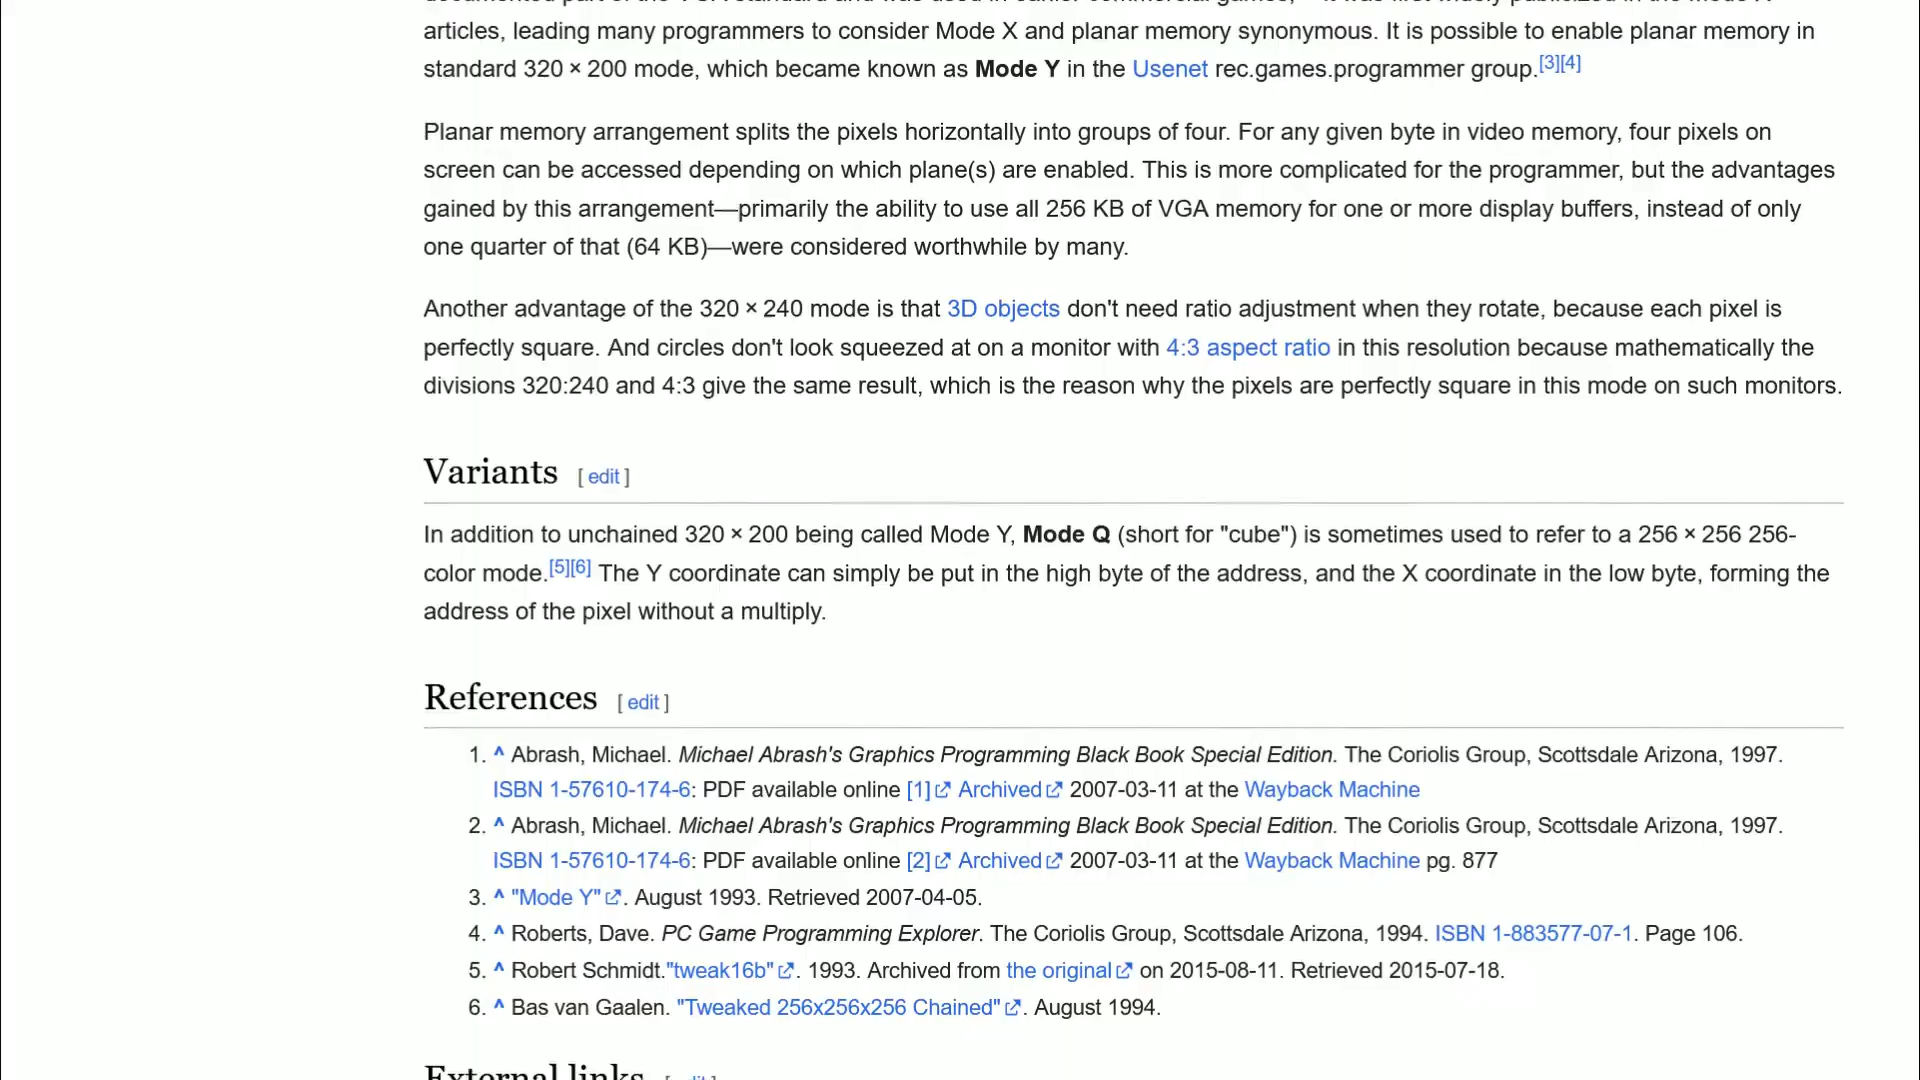 articles, leading many programmers to consider Mode X and planar memory synonymous. It is possible to enable planar memory in
standard 320 × 200 mode, which became known as Mode Y in the Usenet rec.games.programmer group.[3][4]
Planar memory arrangement splits the pixels horizontally into groups of four. For any given byte in video memory, four pixels on
screen can be accessed depending on which plane(s) are enabled. This is more complicated for the programmer, but the advantages
gained by this arrangement—primarily the ability to use all 256 KB of VGA memory for one or more display buffers, instead of only
one quarter of that (64 KB)—were considered worthwhile by many.
Another advantage of the 320 × 240 mode is that 3D objects don't need ratio adjustment when they rotate, because each pixel is
perfectly square. And circles don't look squeezed at on a monitor with 4:3 aspect ratio in this resolution because mathematically the
divisions 320:240 and 4:3 give the same result, which is the reason why the pixels are perfectly square in this mode on such monitors.
Variants [ edit ]
In addition to unchained 320 × 200 being called Mode Y, Mode Q (short for "cube") is sometimes used to refer to a 256 × 256 256-
color mode.[5][6] The Y coordinate can simply be put in the high byte of the address, and the X coordinate in the low byte, forming the
address of the pixel without a multiply.
References [ edit ]
1. ^ Abrash, Michael. Michael Abrash's Graphics Programming Black Book Special Edition. The Coriolis Group, Scottsdale Arizona, 1997.
ISBN 1-57610-174-6: PDF available online [1] Archived 2007-03-11 at the Wayback Machine
2. ^ Abrash, Michael. Michael Abrash's Graphics Programming Black Book Special Edition. The Coriolis Group, Scottsdale Arizona, 1997.
ISBN 1-57610-174-6: PDF available online [2] Archived 2007-03-11 at the Wayback Machine pg. 877
3. ^ "Mode Y". August 1993. Retrieved 2007-04-05.
4. ^ Roberts, Dave. PC Game Programming Explorer. The Coriolis Group, Scottsdale Arizona, 1994. ISBN 1-883577-07-1. Page 106.
5. ^ Robert Schmidt."tweak16b". 1993. Archived from the original on 2015-08-11. Retrieved 2015-07-18.
6. ^ Bas van Gaalen. "Tweaked 256x256x256 Chained". August 1994.
External links [ edit ]